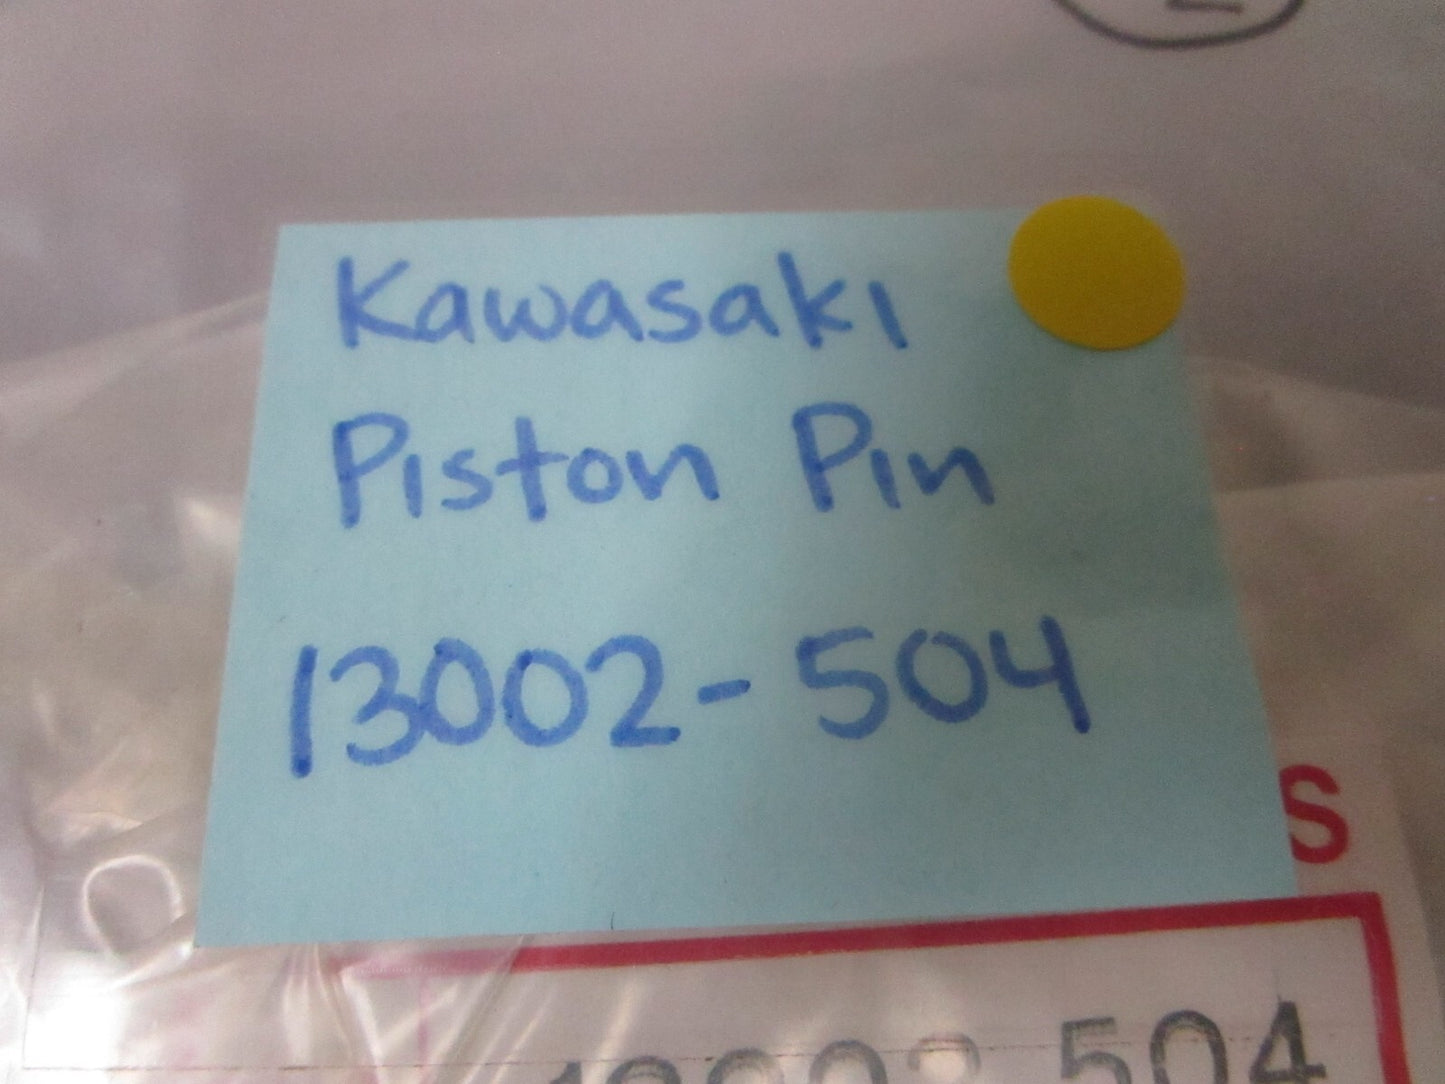 Kawasaki
Piston Pin
13002-504
S
504